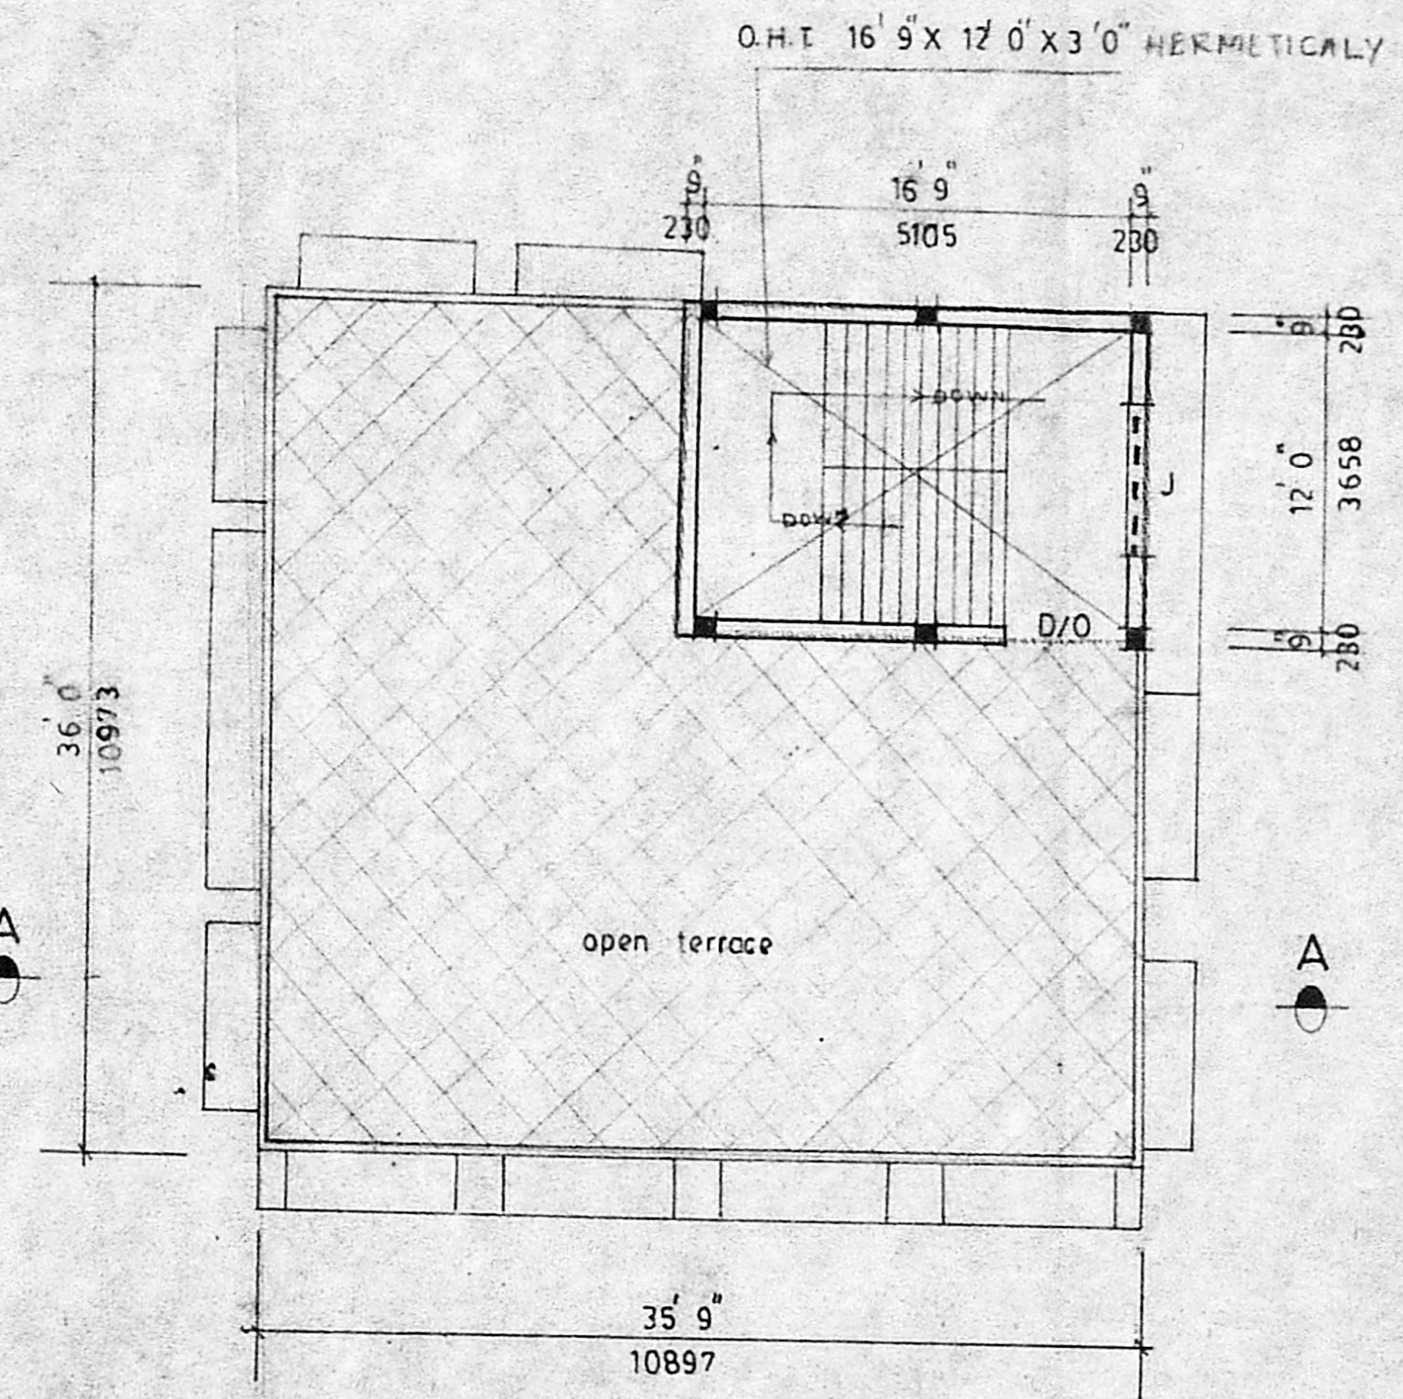 O.H.T 16' 9" X 12' 0" X 3' 0" HERMETICALY
9" 16' 9" 9"
230 5105 230
9" 230
DOWN
12' 0" 3658
J
DOWN
D/O
9" 230
36' 0"
10973
open terrace
A
A
35' 9"
10897